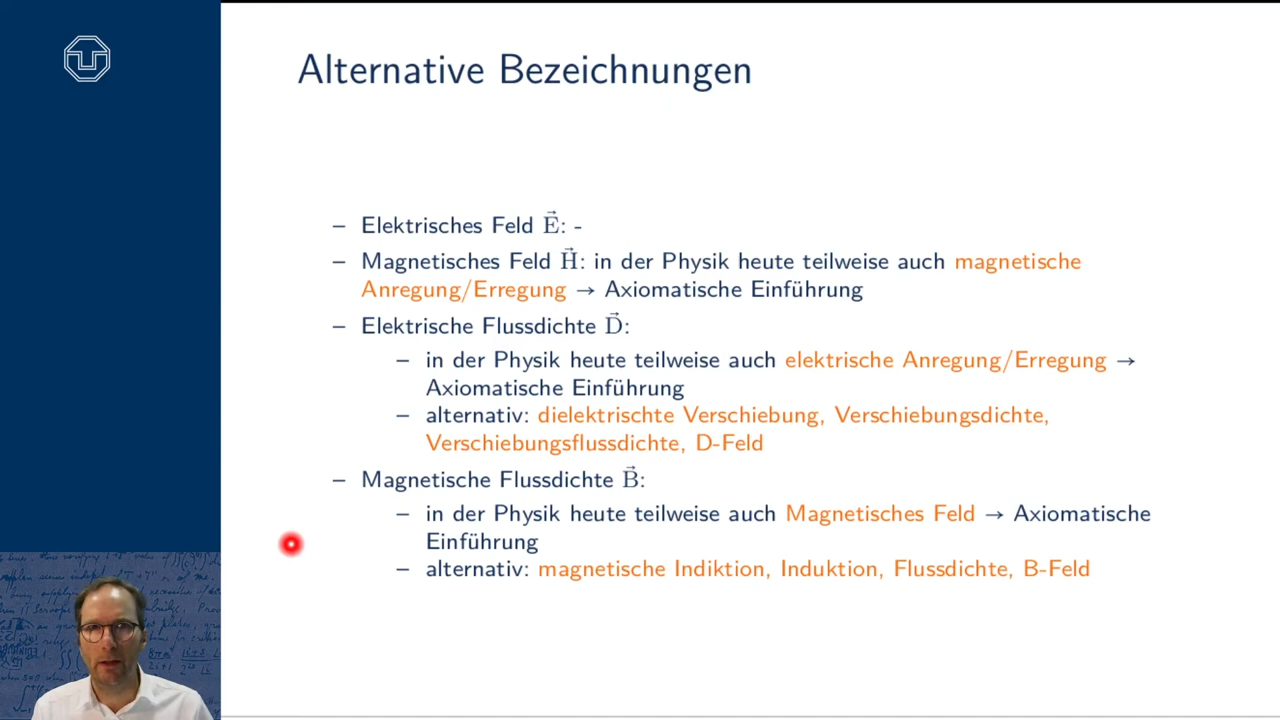 Alternative Bezeichnungen
– Elektrisches Feld E⃗: -
– Magnetisches Feld H⃗: in der Physik heute teilweise auch magnetische
Anregung/Erregung → Axiomatische Einführung
– Elektrische Flussdichte D⃗:
– in der Physik heute teilweise auch elektrische Anregung/Erregung →
Axiomatische Einführung
– alternativ: dielektrischte Verschiebung, Verschiebungsdichte,
Verschiebungsflussdichte, D-Feld
– Magnetische Flussdichte B⃗:
– in der Physik heute teilweise auch Magnetisches Feld → Axiomatische
Einführung
– alternativ: magnetische Indiktion, Induktion, Flussdichte, B-Feld